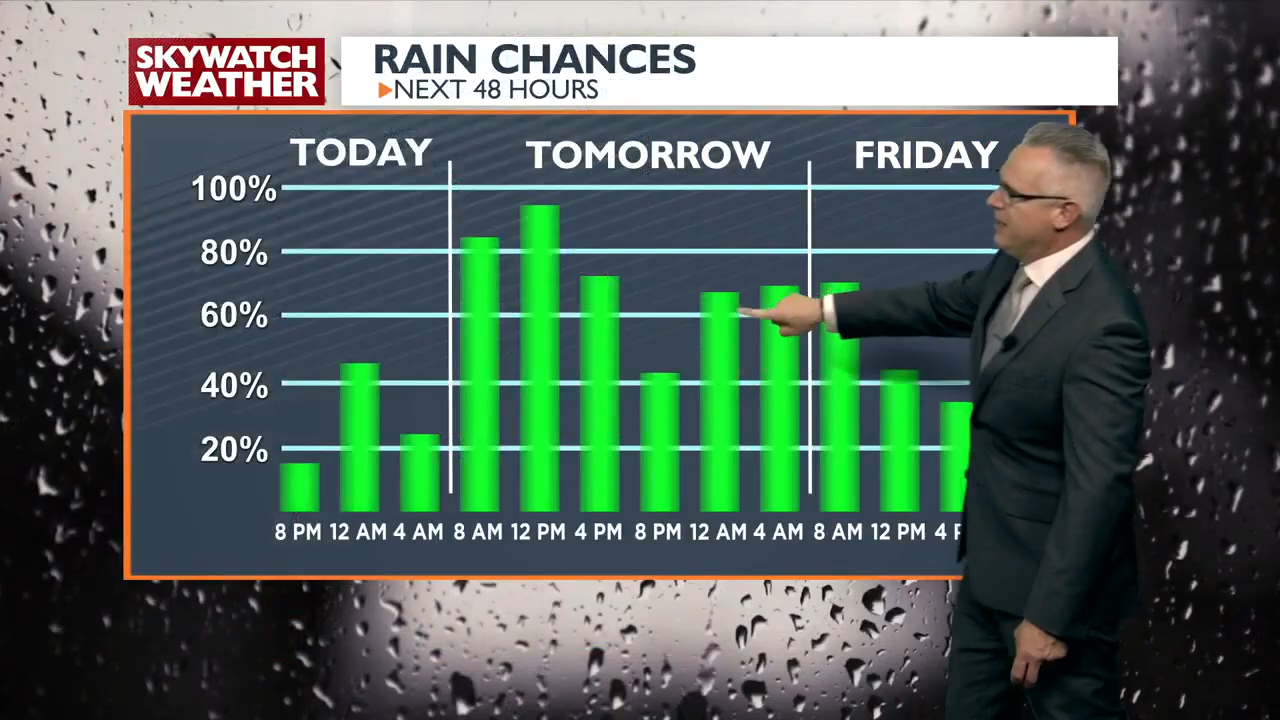 SKYWATCH
WEATHER
RAIN CHANCES
NEXT 48 HOURS
TODAY TOMORROW FRIDAY
100%
80%
60%
40%
20%
8 PM 12 AM 4 AM 8 AM 12 PM 4 PM 8 PM 12 AM 4 AM 8 AM 12 PM 4